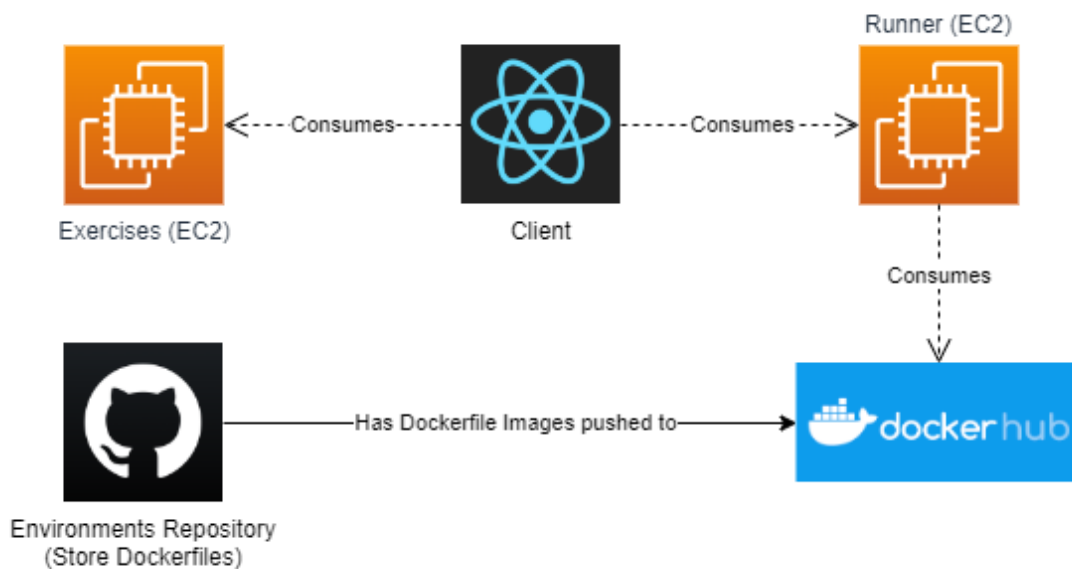 Runner (EC2)
Consumes
Consumes
Exercises (EC2)
Client
Consumes
Has Dockerfile Images pushed to
dockerhub
Environments Repository
(Store Dockerfiles)